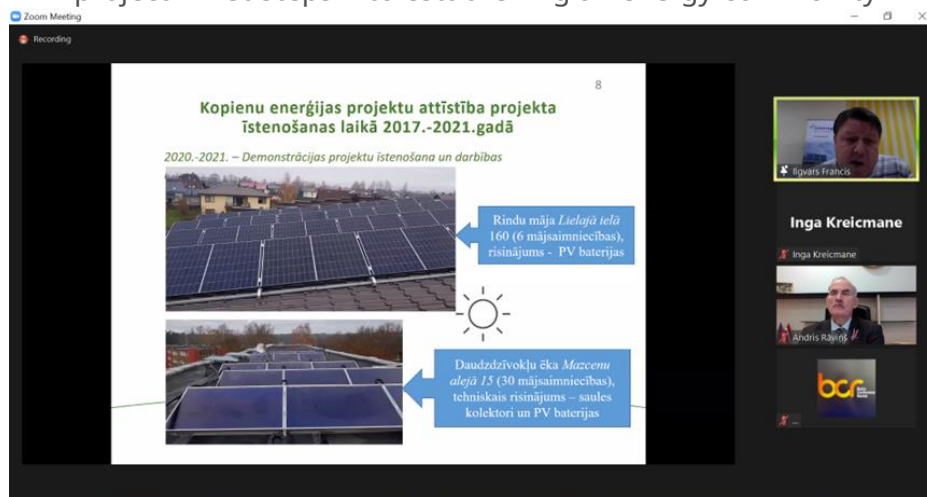 Zoom Meeting
Recording
8
Kopienu enerģijas projektu attīstība projekta
īstenošanas laikā 2017.-2021.gadā
2020.-2021. – Demonstrācijas projektu īstenošana un darbības
Rindu māja Lielajā ielā
160 (6 mājsaimniecības),
risinājums - PV baterijas
Daudzdzīvokļu ēka Mazcenu
alejā 15 (30 mājsaimniecības),
tehniskais risinājums – saules
kolektori un PV baterijas
Ilgvars Francis
Inga Kreicmane
Inga Kreicmane
Andris Rāviņš
bcr
...